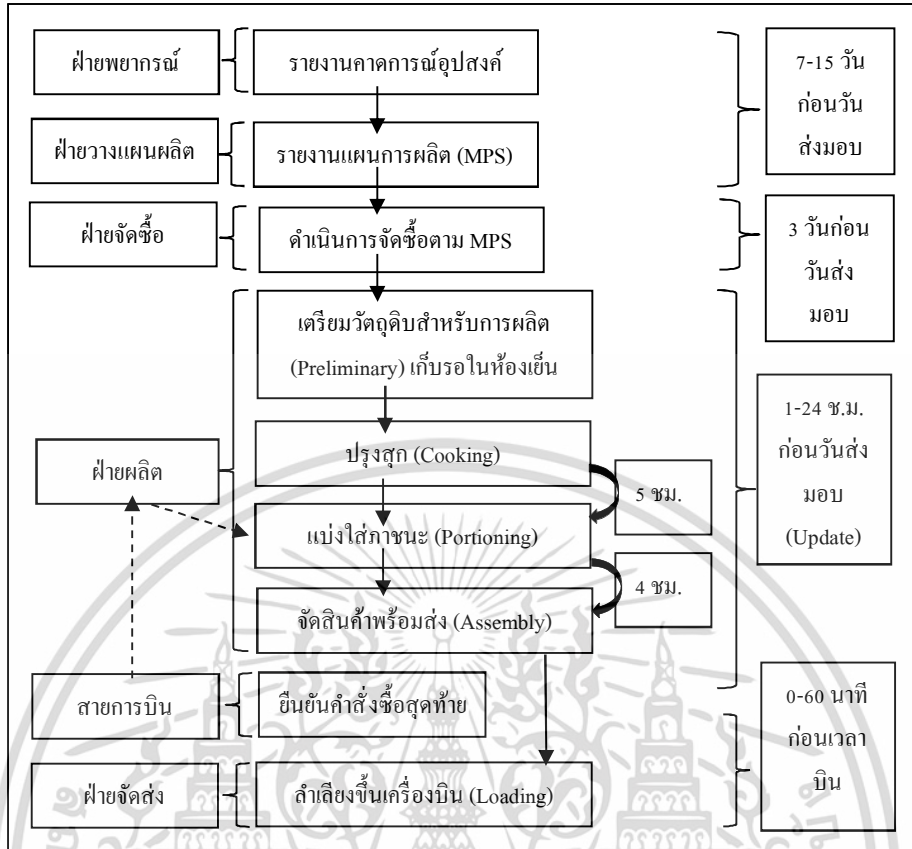 ฝ่ายพยากรณ์
รายงานคาดการณ์อุปสงค์
7-15 วัน
ก่อนวัน
ส่งมอบ
ฝ่ายวางแผนผลิต
รายงานแผนการผลิต (MPS)
ฝ่ายจัดซื้อ
ดำเนินการจัดซื้อตาม MPS
3 วันก่อน
วันส่ง
มอบ
เตรียมวัตถุดิบสำหรับการผลิต
(Preliminary) เก็บรอในห้องเย็น
1-24 ช.ม.
ก่อนวันส่ง
มอบ
(Update)
ฝ่ายผลิต
ปรุงสุก (Cooking)
5 ชม.
แบ่งใส่ภาชนะ (Portioning)
4 ชม.
จัดสินค้าพร้อมส่ง (Assembly)
สายการบิน
ยืนยันคำสั่งซื้อสุดท้าย
0-60 นาที
ก่อนเวลา
บิน
ฝ่ายจัดส่ง
ลำเลียงขึ้นเครื่องบิน (Loading)